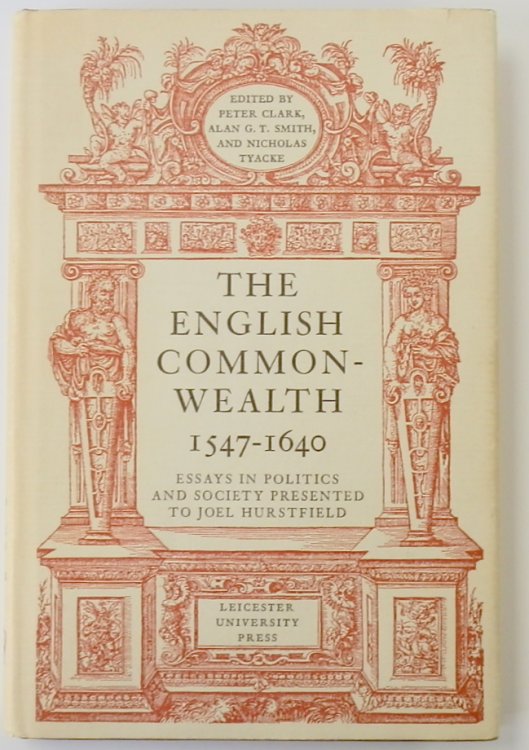 EDITED BY
PETER CLARK,
ALAN G. T. SMITH,
AND NICHOLAS
TYACKE
THE
ENGLISH
COMMON-
WEALTH
1547-1640
ESSAYS IN POLITICS
AND SOCIETY PRESENTED
TO JOEL HURSTFIELD
LEICESTER
UNIVERSITY
PRESS